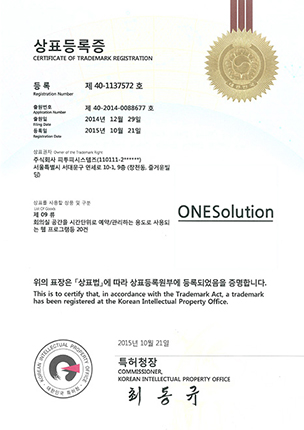 상표등록증
CERTIFICATE OF TRADEMARK REGISTRATION
등록 제 40-1137572 호
Registration Number
출원번호 제 40-2014-0088677 호
Application Number
출원일 2014년 12월 29일
Filing Date
등록일 2015년 10월 21일
Registration Date
상표권자 Owner of the Trademark Right
주식회사 피투피시스템즈(110111-2******)
서울특별시 서대문구 연세로 10-1, 9층 (창천동, 즐거운빌
딩)
상표를 사용할 상품 및 구분
List Of Goods
제 09 류
회의실 공간을 시간단위로 예약/관리하는 용도로 사용되
는 웹 프로그램등 20건
ONESolution
위의 표장은 「상표법」에 따라 상표등록원부에 등록되었음을 증명합니다.
This is to certify that, in accordance with the Trademark Act, a trademark
has been registered at the Korean Intellectual Property Office.
2015년 10월 21일
특허청장
COMMISSIONER,
KOREAN INTELLECTUAL PROPERTY OFFICE
최동규
KOREAN INTELLECTUAL PROPERTY OFFICE
대한민국 특허청